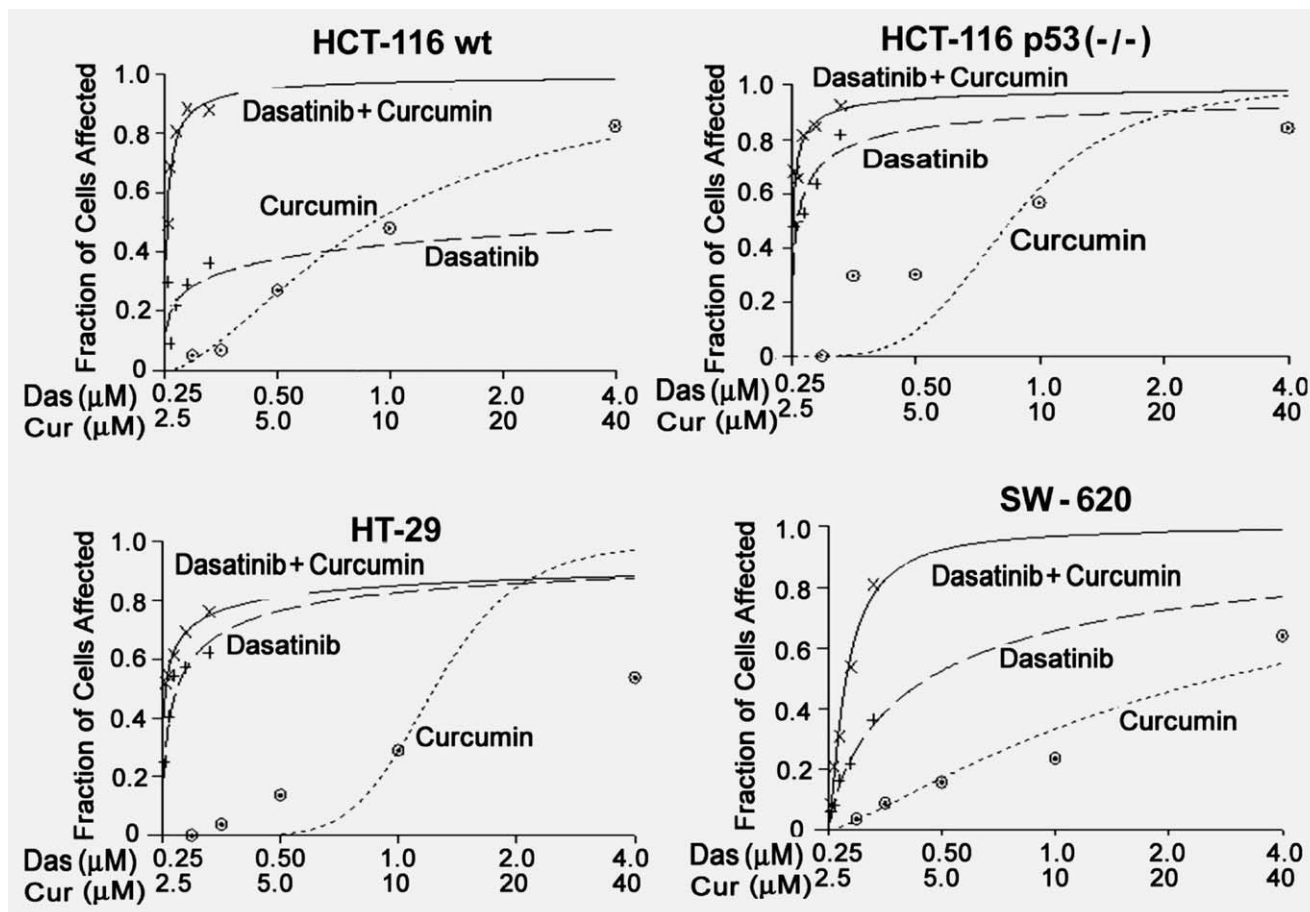 HCT-116 wt
Fraction of Cells Affected
1.0
0.8
0.6
0.4
0.2
0
Dasatinib + Curcumin
Curcumin
Dasatinib
Das (μM) 0.25 0.50 1.0 2.0 4.0
Cur (μM) 2.5 5.0 10 20 40
HCT-116 p53 (-/-)
Fraction of Cells Affected
1.0
0.8
0.6
0.4
0.2
0
Dasatinib + Curcumin
Dasatinib
Curcumin
Das (μM) 0.25 0.50 1.0 2.0 4.0
Cur (μM) 2.5 5.0 10 20 40
HT-29
Fraction of Cells Affected
1.0
0.8
0.6
0.4
0.2
0
Dasatinib + Curcumin
Dasatinib
Curcumin
Das (μM) 0.25 0.50 1.0 2.0 4.0
Cur (μM) 2.5 5.0 10 20 40
SW - 620
Fraction of Cells Affected
1.0
0.8
0.6
0.4
0.2
0
Dasatinib + Curcumin
Dasatinib
Curcumin
Das (μM) 0.25 0.50 1.0 2.0 4.0
Cur (μM) 2.5 5.0 10 20 40